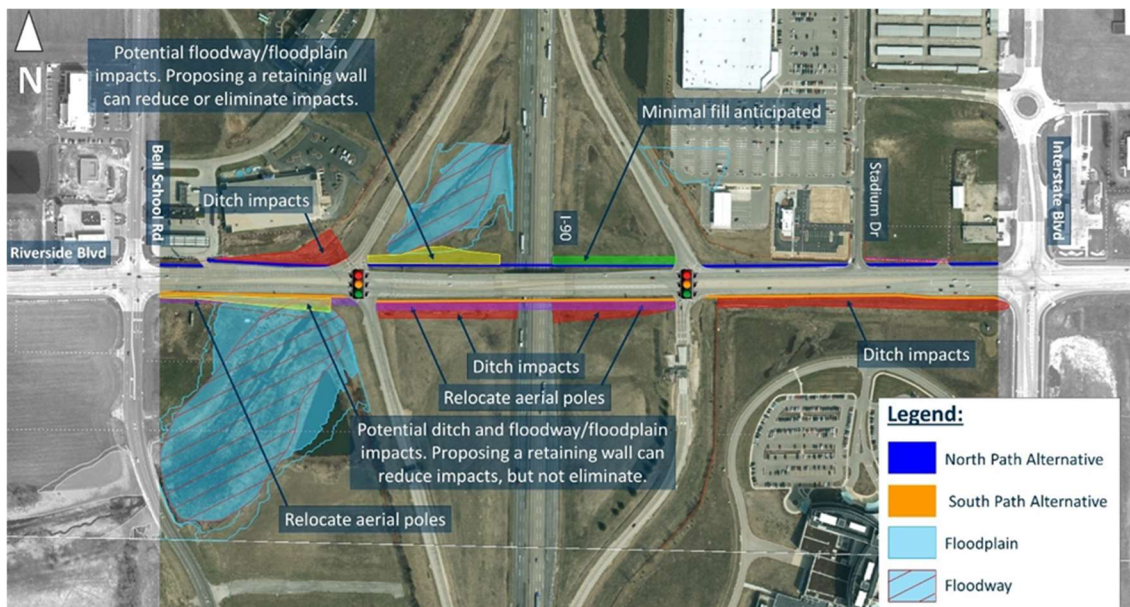 N
Potential floodway/floodplain
impacts. Proposing a retaining wall
can reduce or eliminate impacts.
Minimal fill anticipated
Bell School Rd
Ditch impacts
I-90
Stadium Dr
Interstate Blvd
Riverside Blvd
Ditch impacts
Relocate aerial poles
Ditch impacts
Potential ditch and floodway/floodplain
impacts. Proposing a retaining wall can
reduce impacts, but not eliminate.
Relocate aerial poles
Legend:
North Path Alternative
South Path Alternative
Floodplain
Floodway